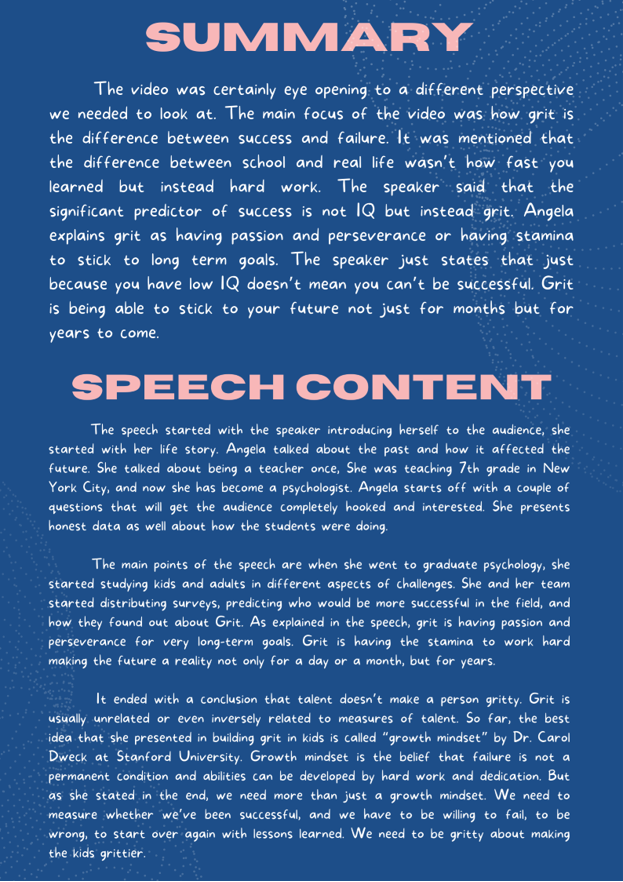 SUMMARY
The video was certainly eye opening to a different perspective
we needed to look at. The main focus of the video was how grit is
the difference between success and failure. It was mentioned that
the difference between school and real life wasn't how fast you
learned but instead hard work. The speaker said that the
significant predictor of success is not IQ but instead grit. Angela
explains grit as having passion and perseverance or having stamina
to stick to long term goals. The speaker just states that just
because you have low IQ doesn't mean you can't be successful. Grit
is being able to stick to your future not just for months but for
years to come.
SPEECH CONTENT
The speech started with the speaker introducing herself to the audience, she
started with her life story. Angela talked about the past and how it affected the
future. She talked about being a teacher once, She was teaching 7th grade in New
York City, and now she has become a psychologist. Angela starts off with a couple of
questions that will get the audience completely hooked and interested. She presents
honest data as well about how the students were doing.
The main points of the speech are when she went to graduate psychology, she
started studying kids and adults in different aspects of challenges. She and her team
started distributing surveys, predicting who would be more successful in the field, and
how they found out about Grit. As explained in the speech, grit is having passion and
perseverance for very long-term goals. Grit is having the stamina to work hard
making the future a reality not only for a day or a month, but for years.
It ended with a conclusion that talent doesn't make a person gritty. Grit is
usually unrelated or even inversely related to measures of talent. So far, the best
idea that she presented in building grit in kids is called "growth mindset" by Dr. Carol
Dweck at Stanford University. Growth mindset is the belief that failure is not a
permanent condition and abilities can be developed by hard work and dedication. But
as she stated in the end, we need more than just a growth mindset. We need to
measure whether we've been successful, and we have to be willing to fail, to be
wrong, to start over again with lessons learned. We need to be gritty about making
the kids grittier.